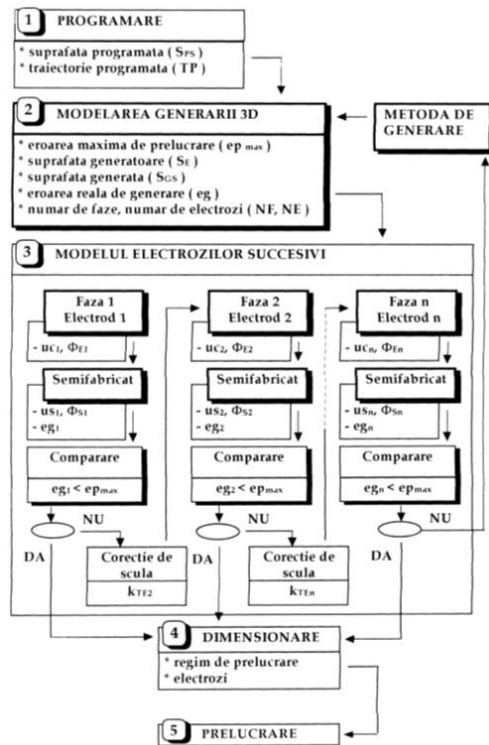 1 PROGRAMARE
* suprafata programata ( SPS )
* traiectorie programata ( TP )
2 MODELAREA GENERARII 3D
* eroarea maxima de prelucrare ( ep max )
* suprafata generatoare ( SE )
* suprafata generata ( SGS )
* eroarea reala de generare ( eg )
* numar de faze, numar de electrozi ( NF, NE )
METODA DE
GENERARE
3 MODELUL ELECTROZILOR SUCCESIVI
Faza 1
Electrod 1
- uc1, ΦE1
Semifabricat
- us1, ΦS1
- eg1
Comparare
eg1 < epmax
NU
DA
Corectie de
scula
kTE2
Faza 2
Electrod 2
- uc2, ΦE2
Semifabricat
- us2, ΦS2
- eg2
Comparare
eg2 < epmax
NU
DA
Corectie de
scula
kTEn
Faza n
Electrod n
- ucn, ΦEn
Semifabricat
- usn, ΦSn
- egn
Comparare
egn < epmax
NU
DA
4 DIMENSIONARE
* regim de prelucrare
* electrozi
5 PRELUCRARE